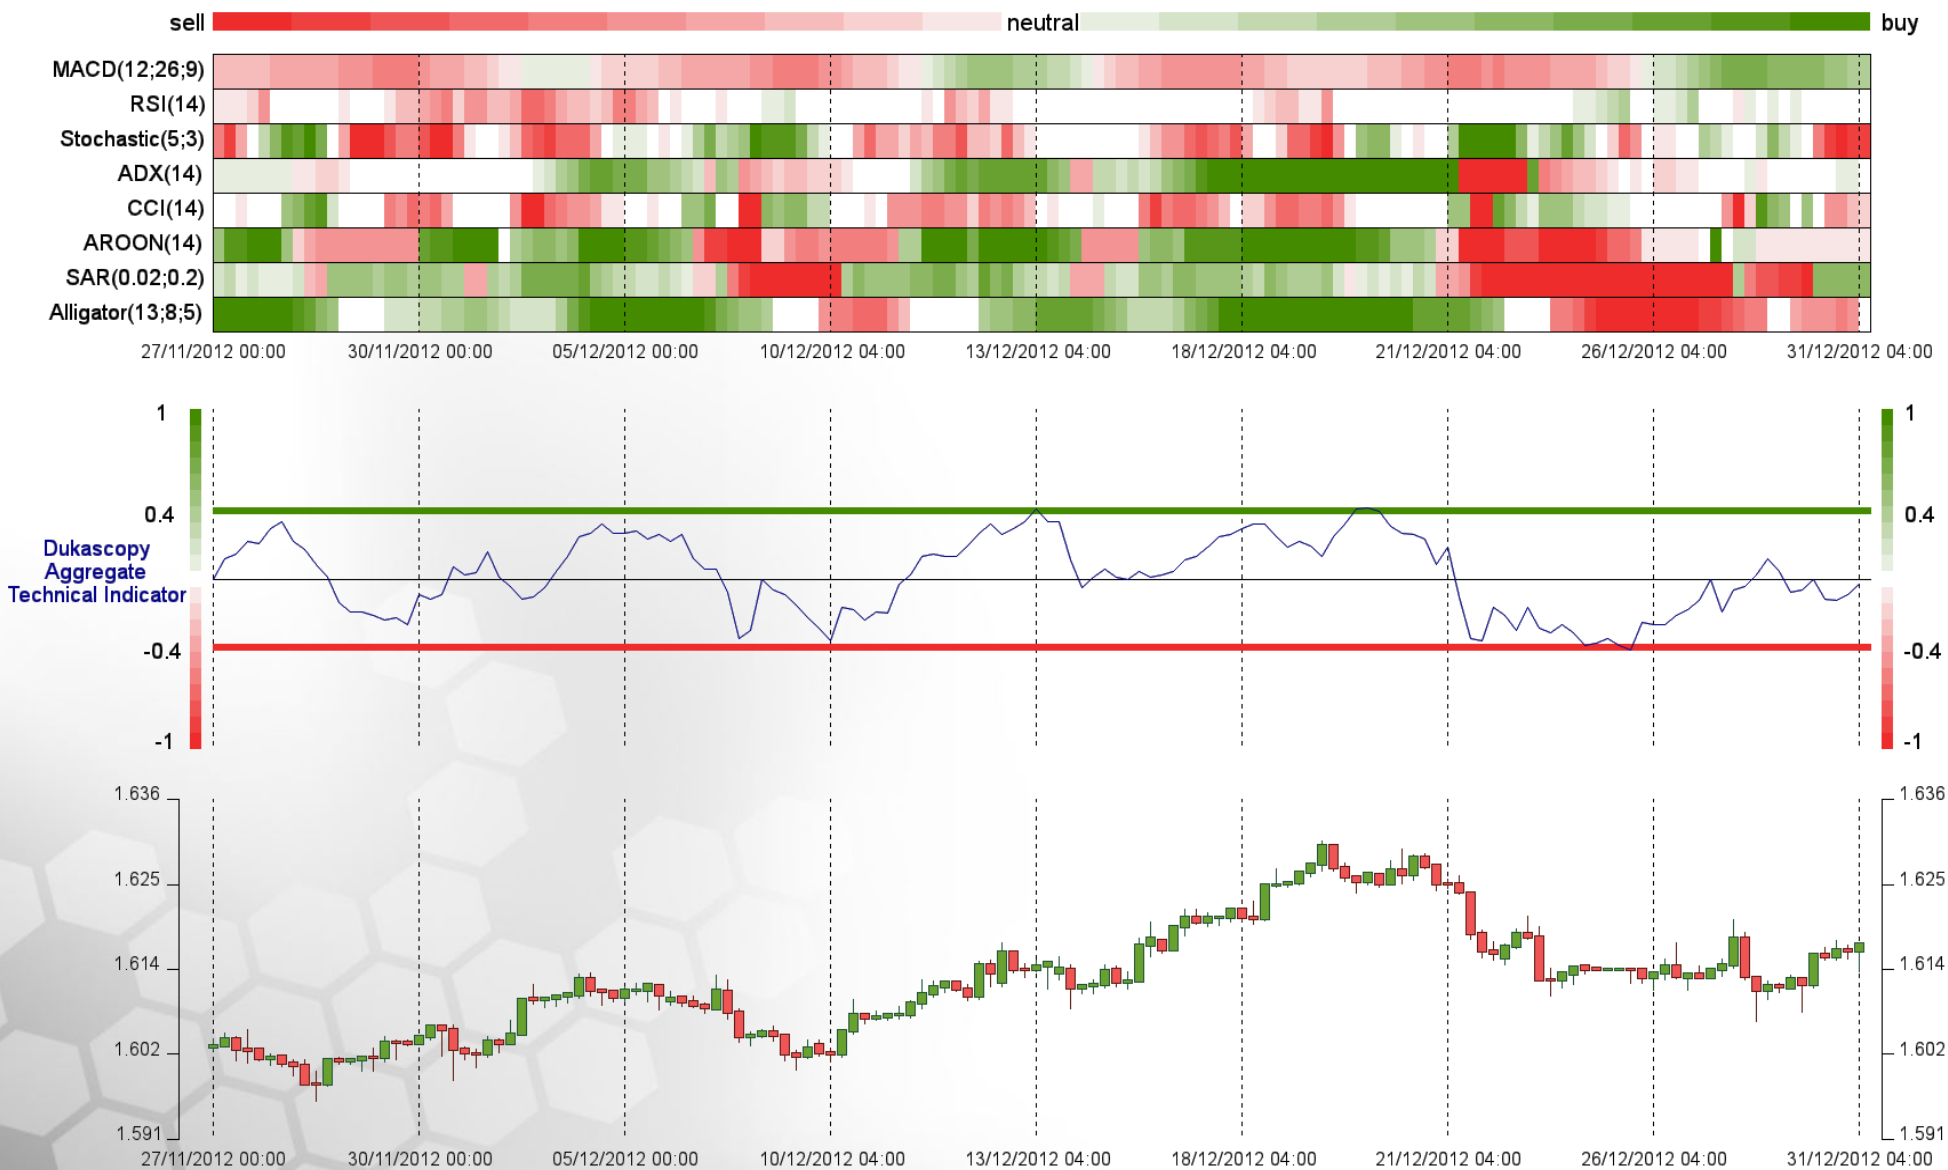 sell neutral buy
MACD(12;26;9)
RSI(14)
Stochastic(5;3)
ADX(14)
CCI(14)
AROON(14)
SAR(0.02;0.2)
Alligator(13;8;5)
27/11/2012 00:00 30/11/2012 00:00 05/12/2012 00:00 10/12/2012 04:00 13/12/2012 04:00 18/12/2012 04:00 21/12/2012 04:00 26/12/2012 04:00 31/12/2012 04:00
1 1
0.4 0.4
Dukascopy
Aggregate
Technical Indicator
-0.4 -0.4
-1 -1
1.636 1.636
1.625 1.625
1.614 1.614
1.602 1.602
1.591 1.591
27/11/2012 00:00 30/11/2012 00:00 05/12/2012 00:00 10/12/2012 04:00 13/12/2012 04:00 18/12/2012 04:00 21/12/2012 04:00 26/12/2012 04:00 31/12/2012 04:00